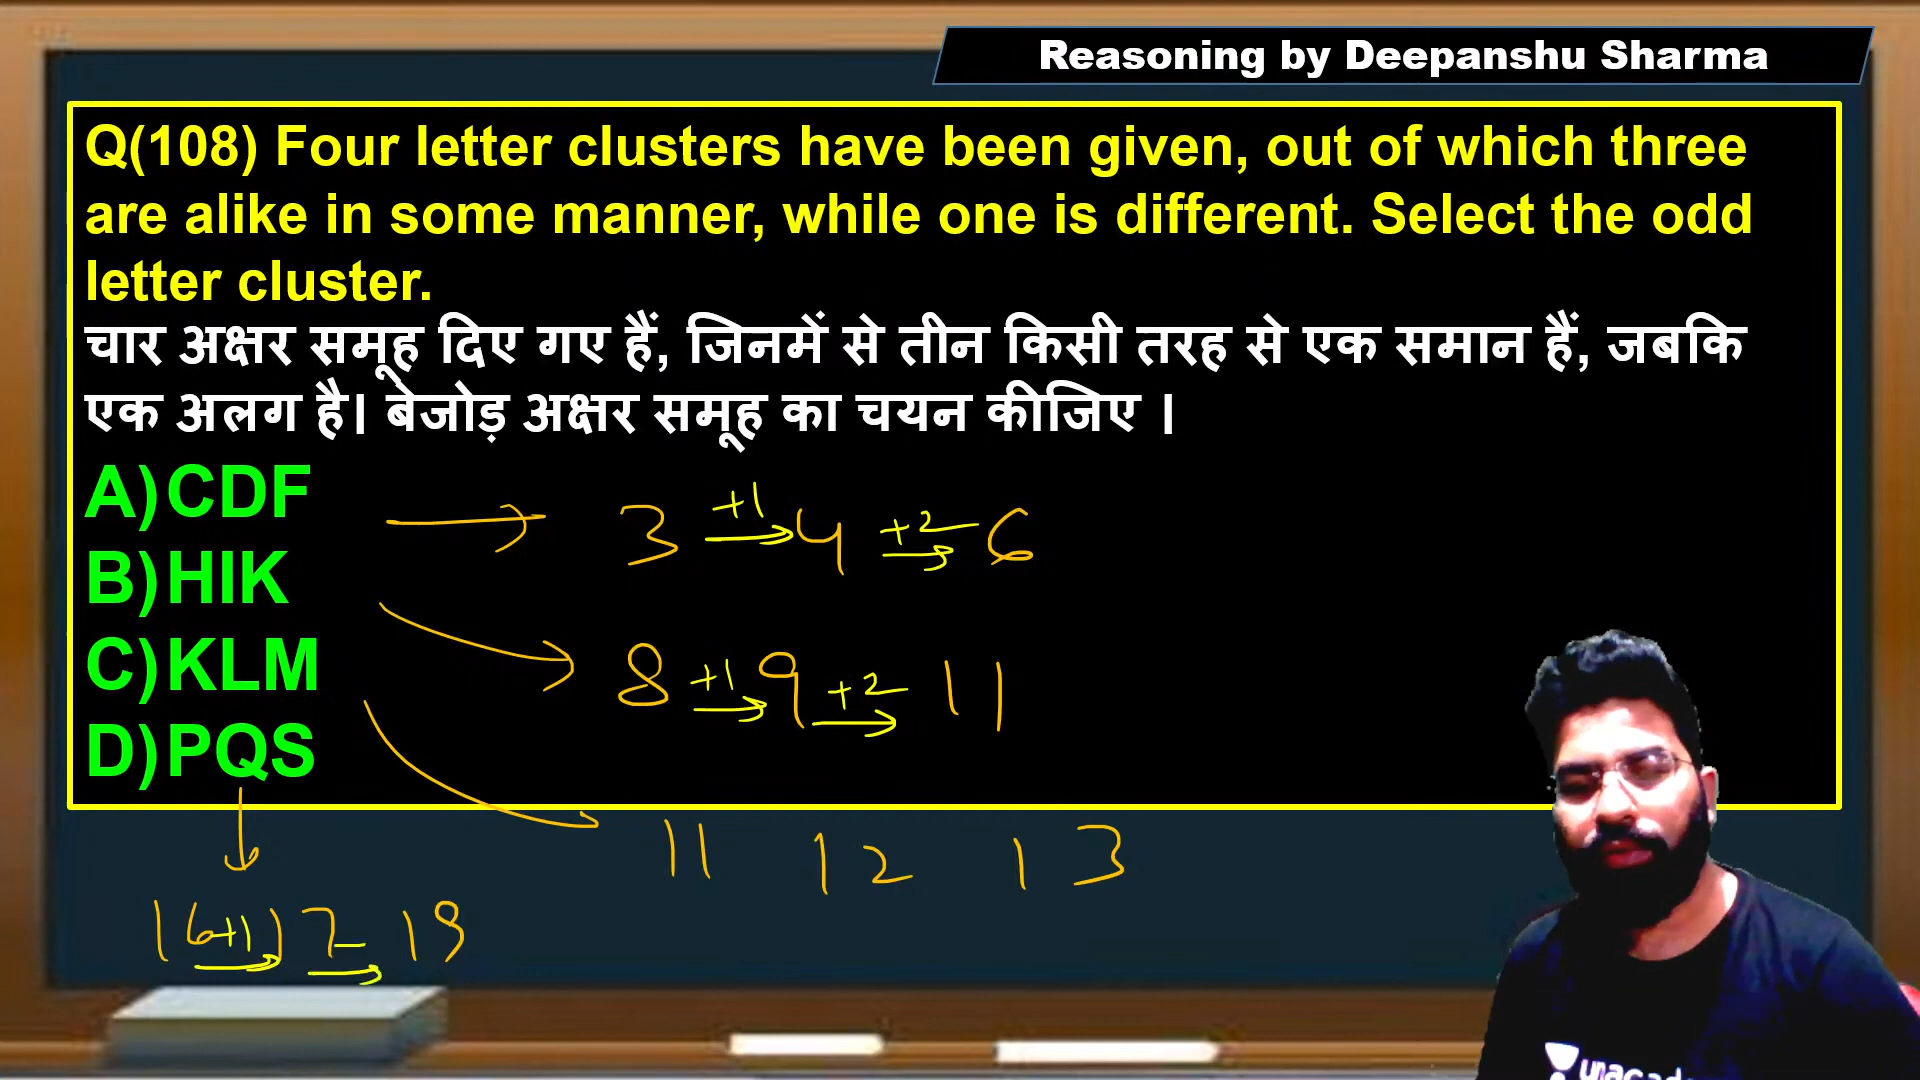 Reasoning by Deepanshu Sharma
Q(108) Four letter clusters have been given, out of which three
are alike in some manner, while one is different. Select the odd
letter cluster.
चार अक्षर समूह दिए गए हैं, जिनमें से तीन किसी तरह से एक समान हैं, जबकि
एक अलग है। बेजोड़ अक्षर समूह का चयन कीजिए ।
A) CDF
3 +1 4 +2 6
B) HIK
8 +1 9 +2 11
C) KLM
D) PQS
11 12 13
16 +1 17 19